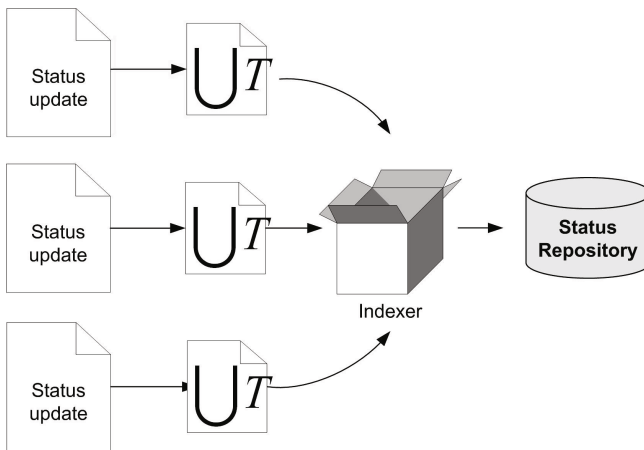 Status
update
U T
Status
update
U T
Indexer
Status
Repository
Status
update
U T